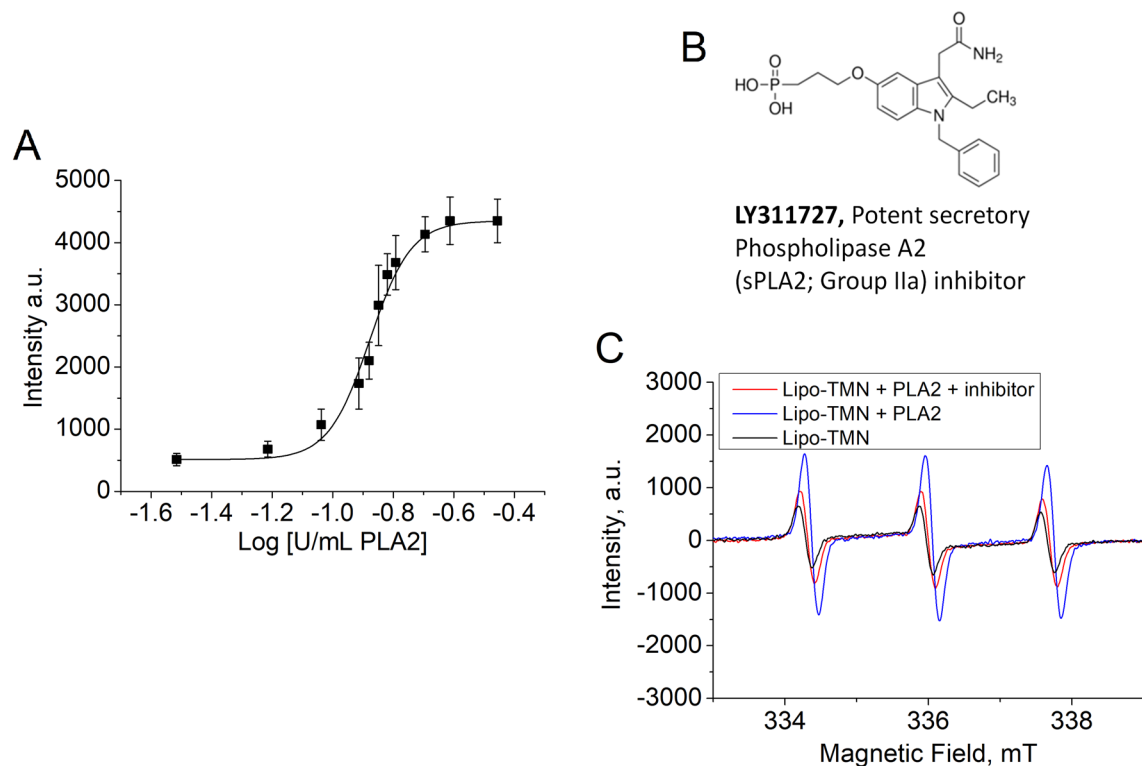 A
5000
4000
3000
2000
1000
0
Intensity a.u.
-1.6
-1.4
-1.2
-1.0
-0.8
-0.6
-0.4
Log [U/mL PLA2]
B
O
NH2
O
HO
P
OH
O
CH3
N
LY311727, Potent secretory
Phospholipase A2
(sPLA2; Group IIa) inhibitor
C
3000
2000
1000
0
-1000
-2000
-3000
Intensity, a.u.
Lipo-TMN + PLA2 + inhibitor
Lipo-TMN + PLA2
Lipo-TMN
334
336
338
Magnetic Field, mT